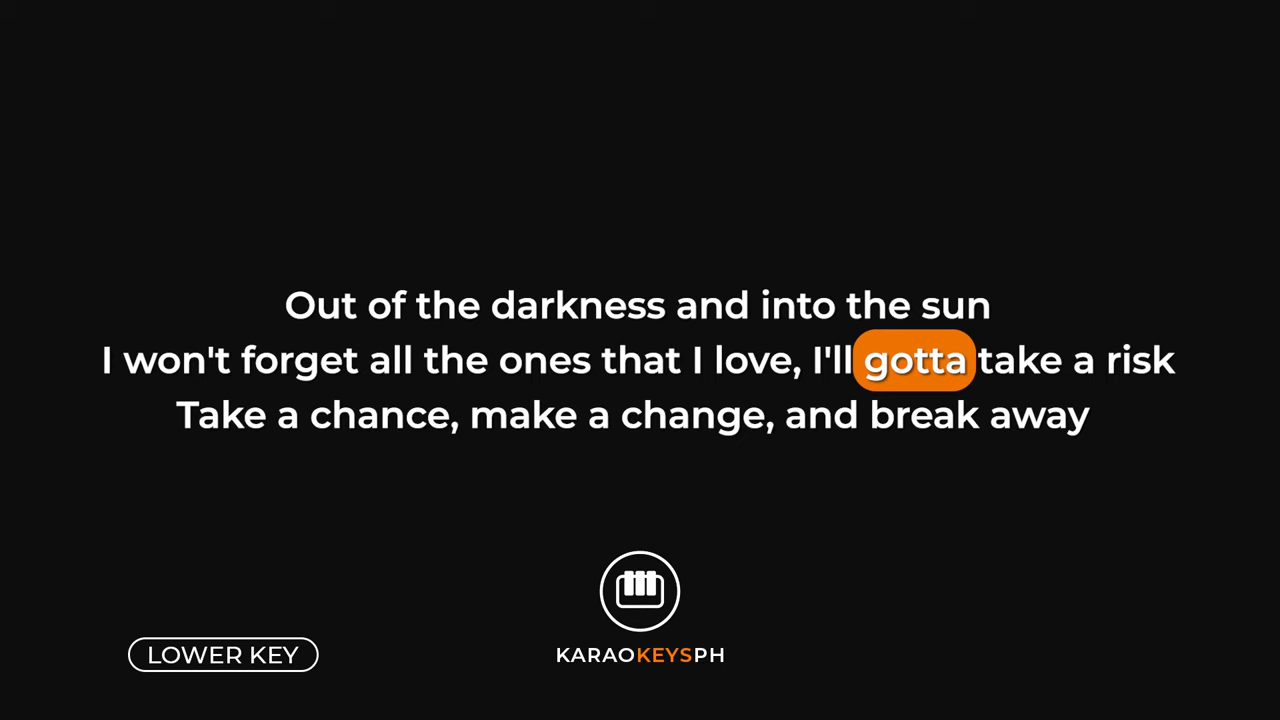 Out of the darkness and into the sun
I won't forget all the ones that I love, I'll gotta take a risk
Take a chance, make a change, and break away
LOWER KEY
KARAOKEYSPH